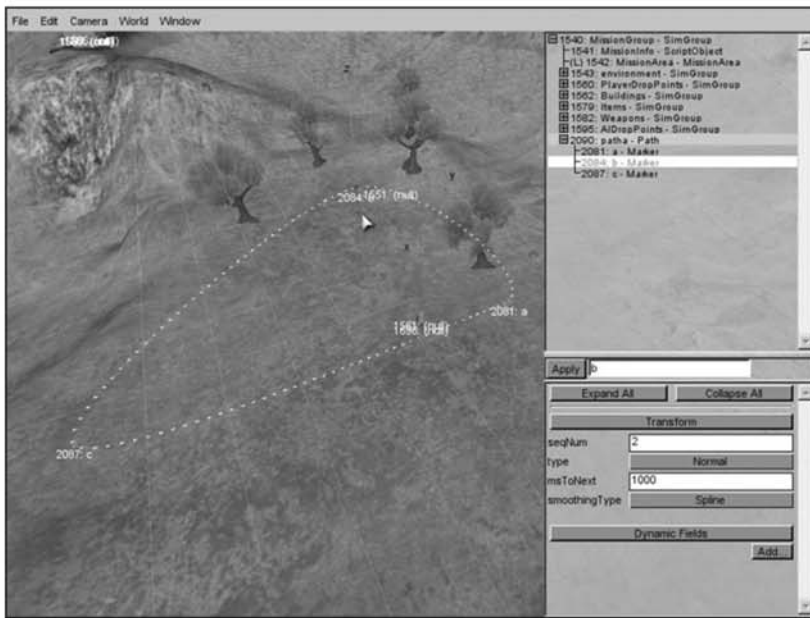 File Edit Camera World Window
z
y
x
2084: b
1551: (null)
2081: a
2087: c
1540: MissionGroup - SimGroup
1541: MissionInfo - ScriptObject
(L) 1542: MissionArea - MissionArea
1543: environment - SimGroup
1560: PlayerDropPoints - SimGroup
1562: Buildings - SimGroup
1579: Items - SimGroup
1582: Weapons - SimGroup
1595: AIDropPoints - SimGroup
2090: patha - Path
2081: a - Marker
2084: b - Marker
2087: c - Marker
Apply b
Expand All Collapse All
Transform
seqNum 2
type Normal
msToNext 1000
smoothingType Spline
Dynamic Fields
Add...